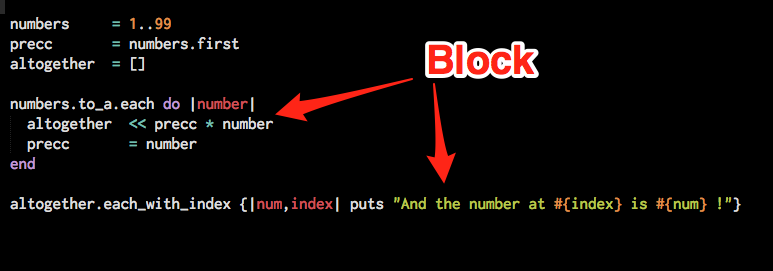 numbers     = 1..99
precc       = numbers.first
altogether  = []
Block
numbers.to_a.each do |number|
  altogether  << precc * number
  precc       = number
end
altogether.each_with_index {|num,index| puts "And the number at #{index} is #{num} !"}